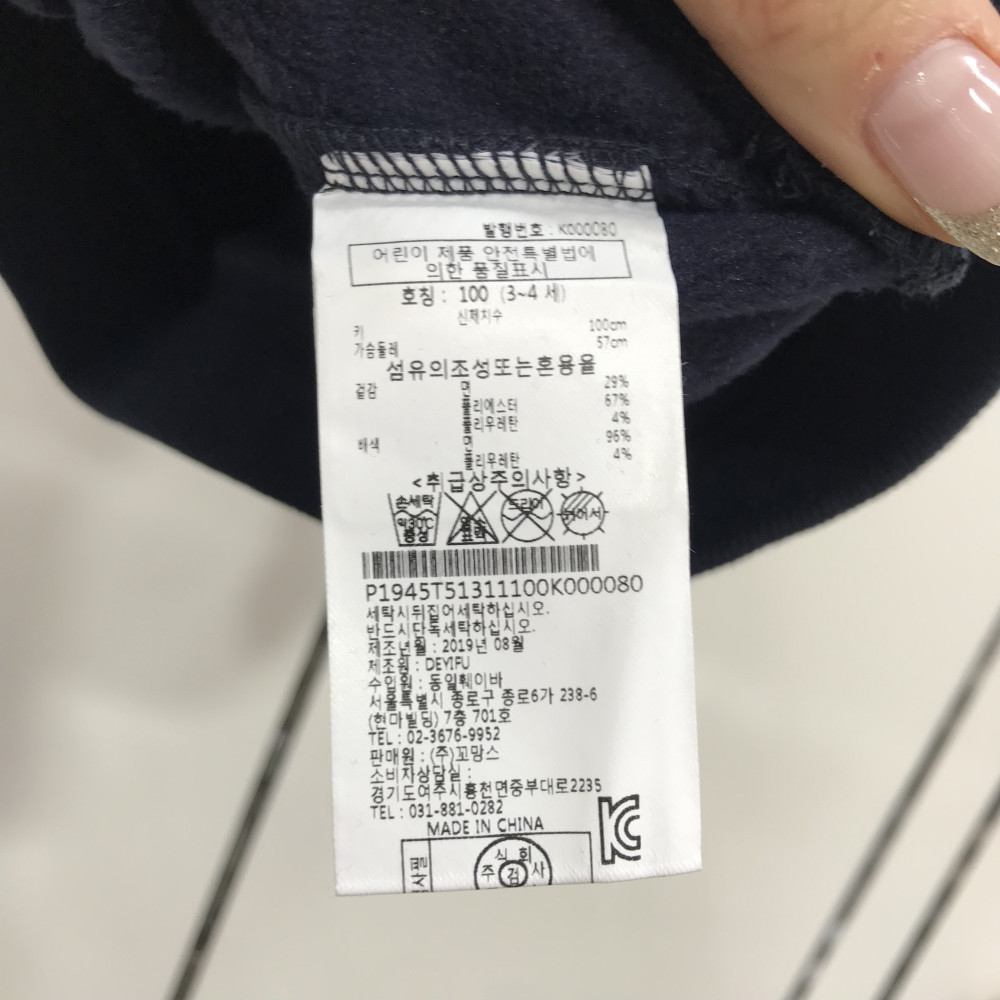 발행번호 : K000080
어린이 제품 안전특별법에
의한 품질표시
호칭 : 100 (3~4 세)
신체치수
키 100cm
가슴둘레 57cm
섬유의조성또는혼용율
겉감 면 29%
폴리에스터 67%
폴리우레탄 4%
배색 면 96%
폴리우레탄 4%
<취급상주의사항>
손세탁 드라이
약30℃ 염소
중성 표백
P1945T51311100K000080
세탁시뒤집어세탁하십시오.
반드시단독세탁하십시오.
제조년월 : 2019년 08월
제조원 : DEYIFU
수입원 : 동일훼이바
서울특별시 종로구 종로6가 238-6
(현마빌딩) 7층 701호
TEL : 02-3676-9952
판매원 : (주)꼬망스
소비자상담실 :
경기도여주시흥천면중부대로2235
TEL : 031-881-0282
MADE IN CHINA
KC
식 회
주 검 사